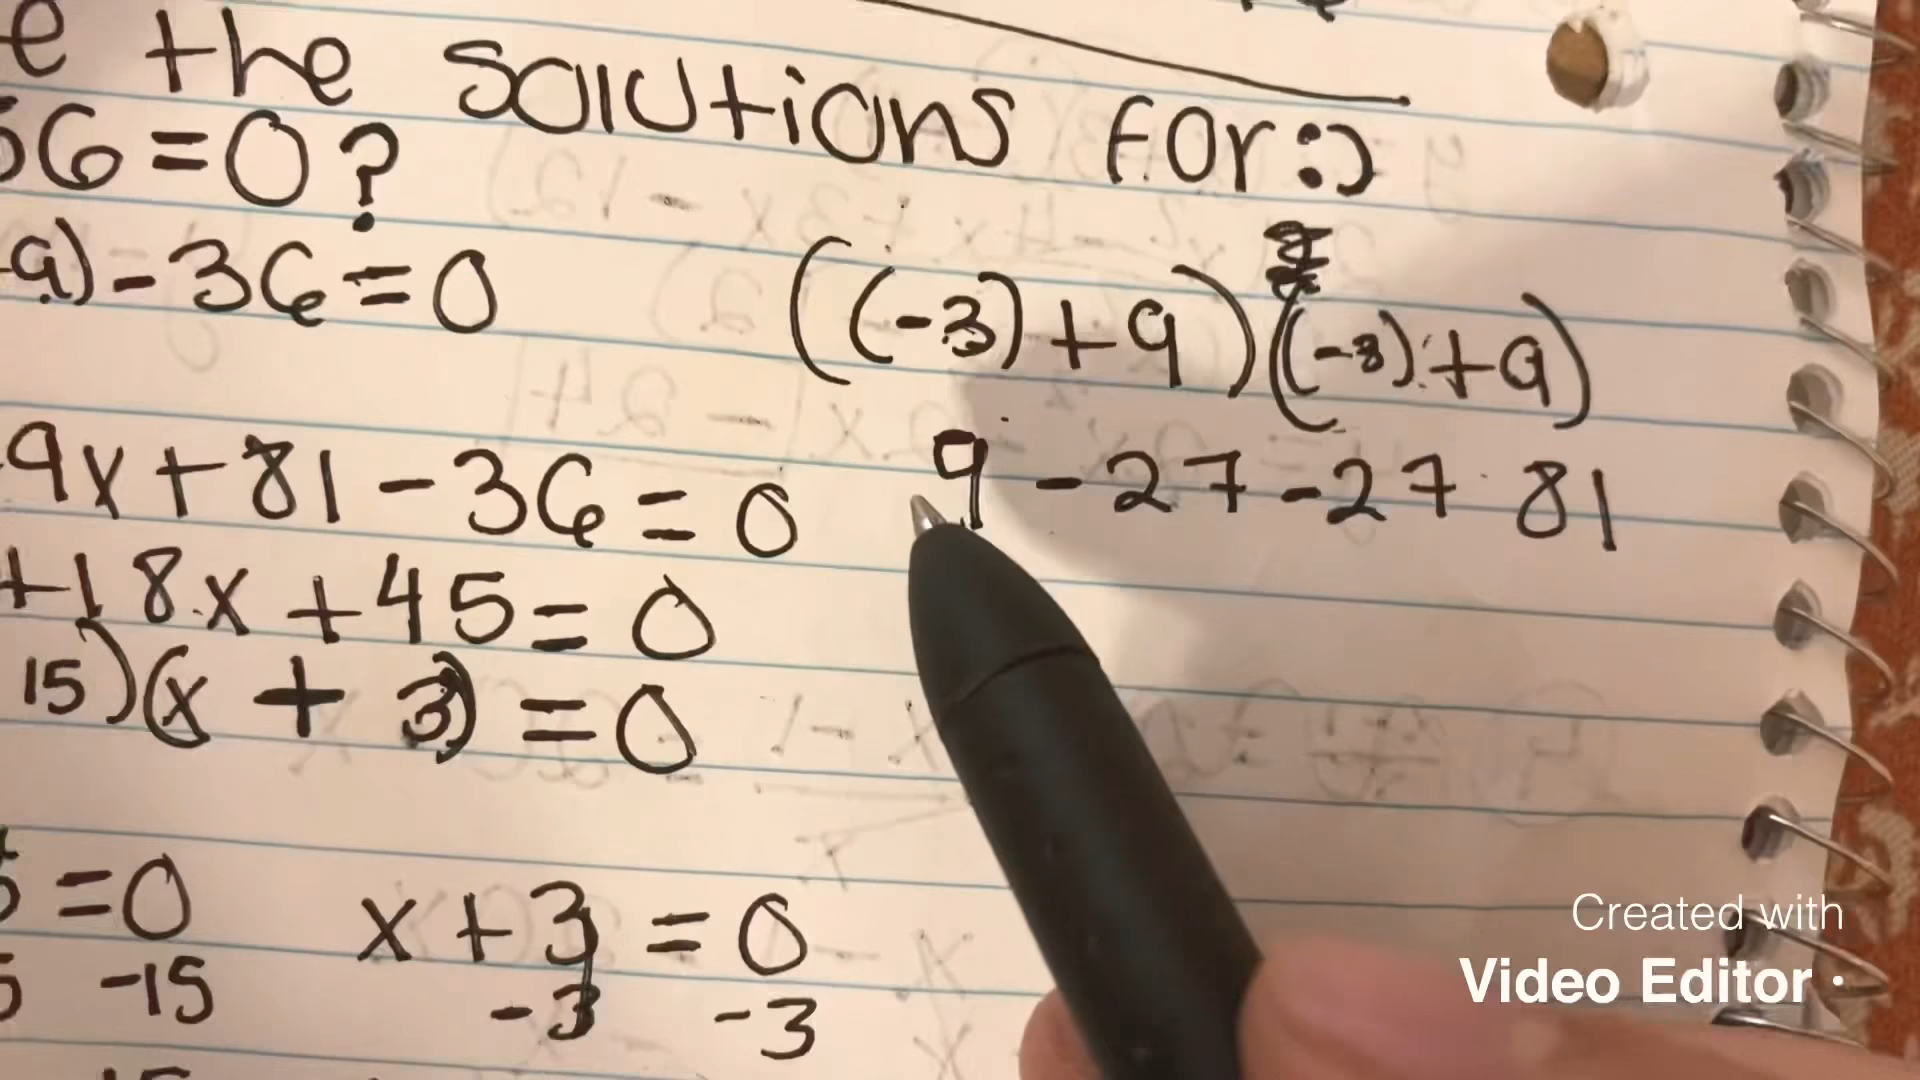 e the solutions for:)
36=0?
9)-36=0
((-3)+9)((-3)+9)
9x+81-36=0
9 -27-27 81
+18x+45=0
15)(x+3)=0
=0
x+3=0
-15
-3 -3
Created with
Video Editor